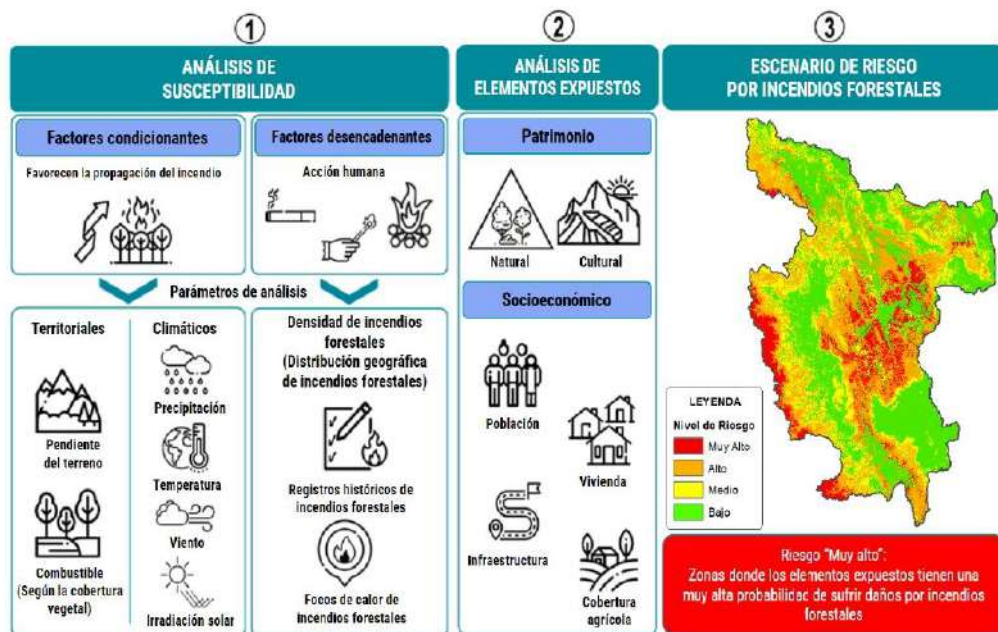 1
ANÁLISIS DE
SUSCEPTIBILIDAD
Factores condicionantes
Favorecen la propagación del incendio
Factores desencadenantes
Acción humana
Parámetros de análisis
Territoriales
Pendiente
del terreno
Combustible
(Según la cobertura
vegetal)
Climáticos
Precipitación
Temperatura
Viento
Irradiación solar
Densidad de incendios
forestales
(Distribución geográfica
de incendios forestales)
Registros históricos de
incendios forestales
Focos de calor de
incendios forestales
2
ANÁLISIS DE
ELEMENTOS EXPUESTOS
Patrimonio
Natural
Cultural
Socioeconómico
Población
Vivienda
Infraestructura
Cobertura
agrícola
3
ESCENARIO DE RIESGO
POR INCENDIOS FORESTALES
LEYENDA
Nivel de Riesgo
Muy Alto
Alto
Medio
Bajo
Riesgo "Muy alto":
Zonas donde los elementos expuestos tienen una
muy alta probabilidad de sufrir daños por incendios
forestales